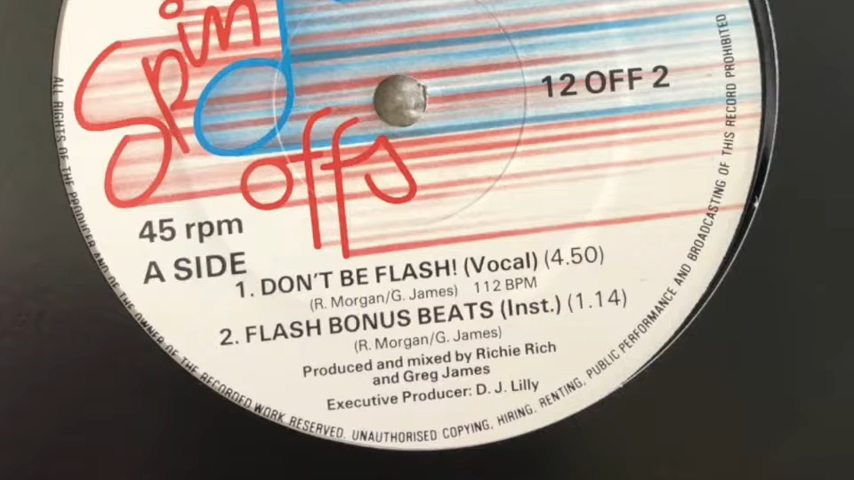 Spin
offs
12 OFF 2
45 rpm
A SIDE
1. DON'T BE FLASH! (Vocal) (4.50)
(R. Morgan/G. James) 112 BPM
2. FLASH BONUS BEATS (Inst.) (1.14)
(R. Morgan/G. James)
Produced and mixed by Richie Rich
and Greg James
Executive Producer: D. J. Lilly
ALL RIGHTS OF THE PRODUCER AND OF THE OWNER OF THE RECORDED WORK RESERVED. UNAUTHORISED COPYING, HIRING, RENTING, PUBLIC PERFORMANCE AND BROADCASTING OF THIS RECORD PROHIBITED